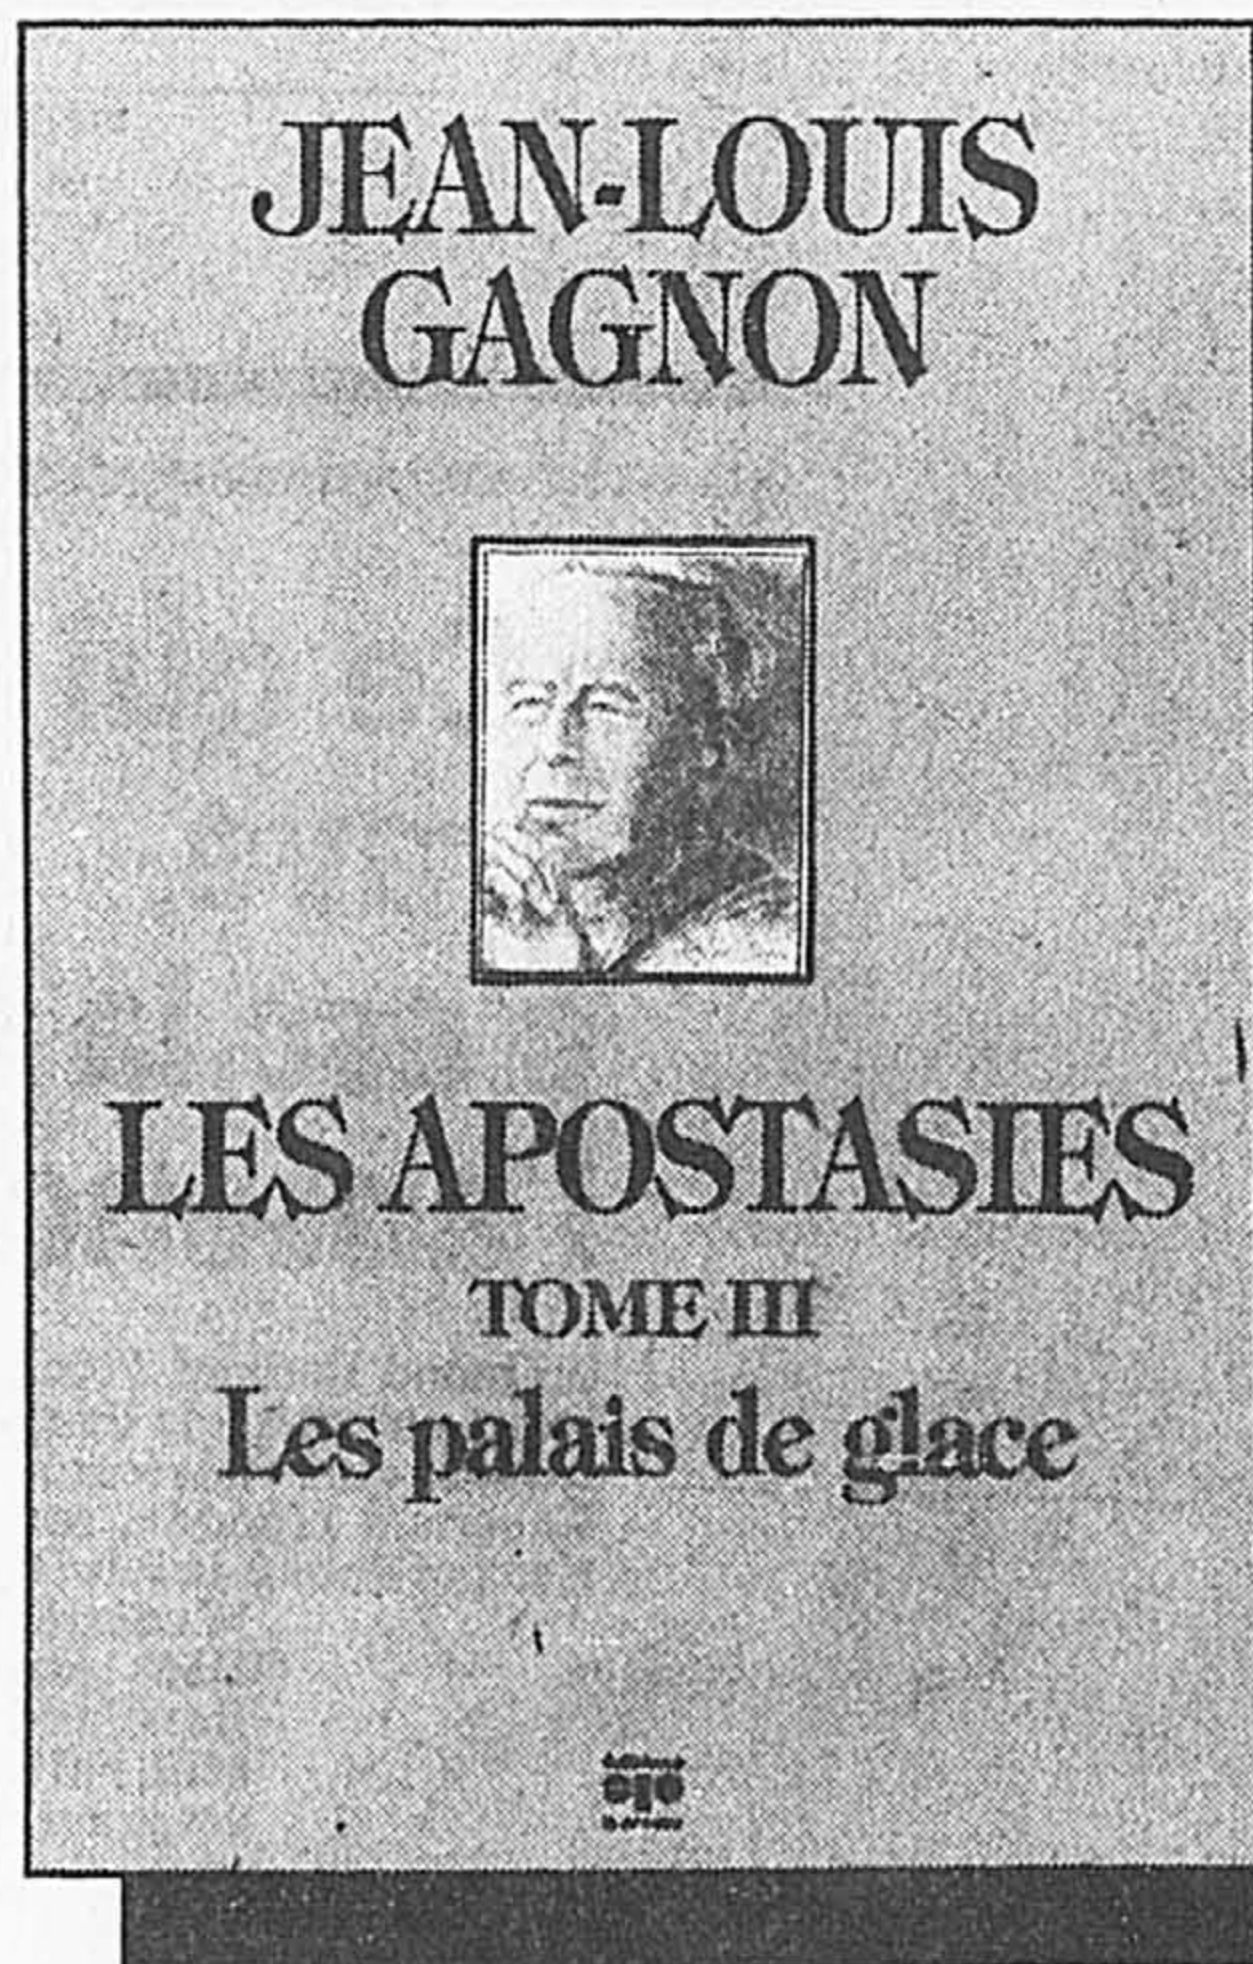 JEAN-LOUIS
GAGNON
LES APOSTASIES
TOME III
Les palais de glace